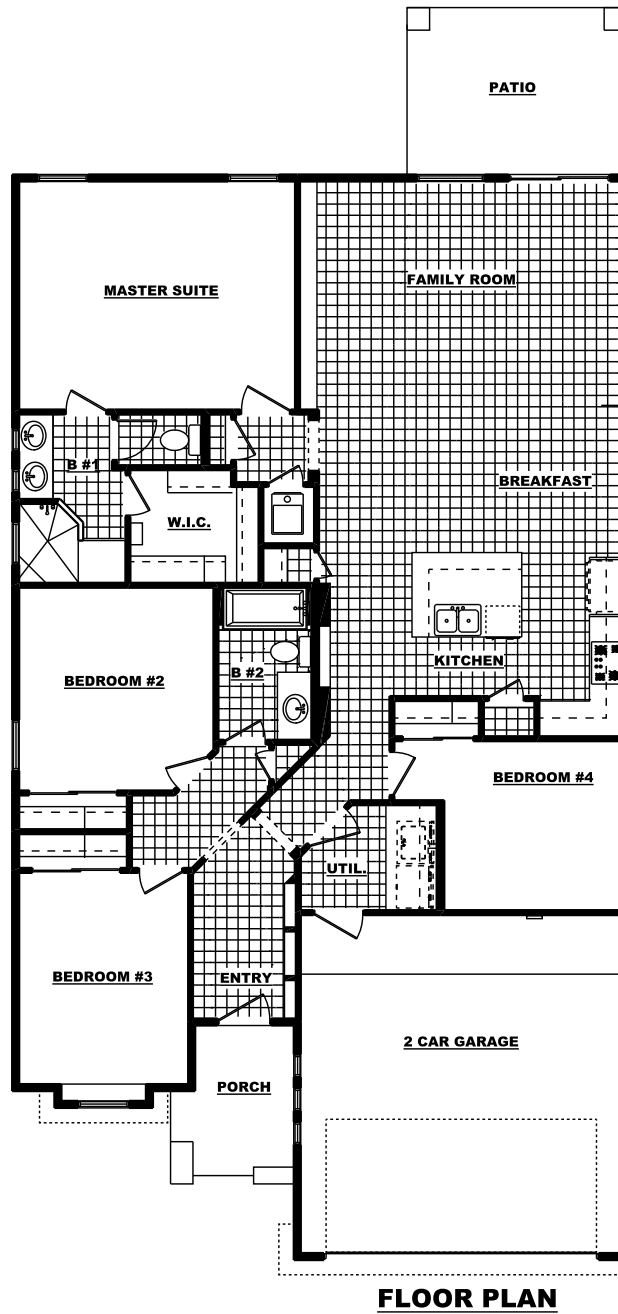 PATIO
FAMILY ROOM
MASTER SUITE
B #1
BREAKFAST
W.I.C.
KITCHEN
B #2
BEDROOM #2
BEDROOM #4
UTIL.
BEDROOM #3
ENTRY
2 CAR GARAGE
PORCH
FLOOR PLAN